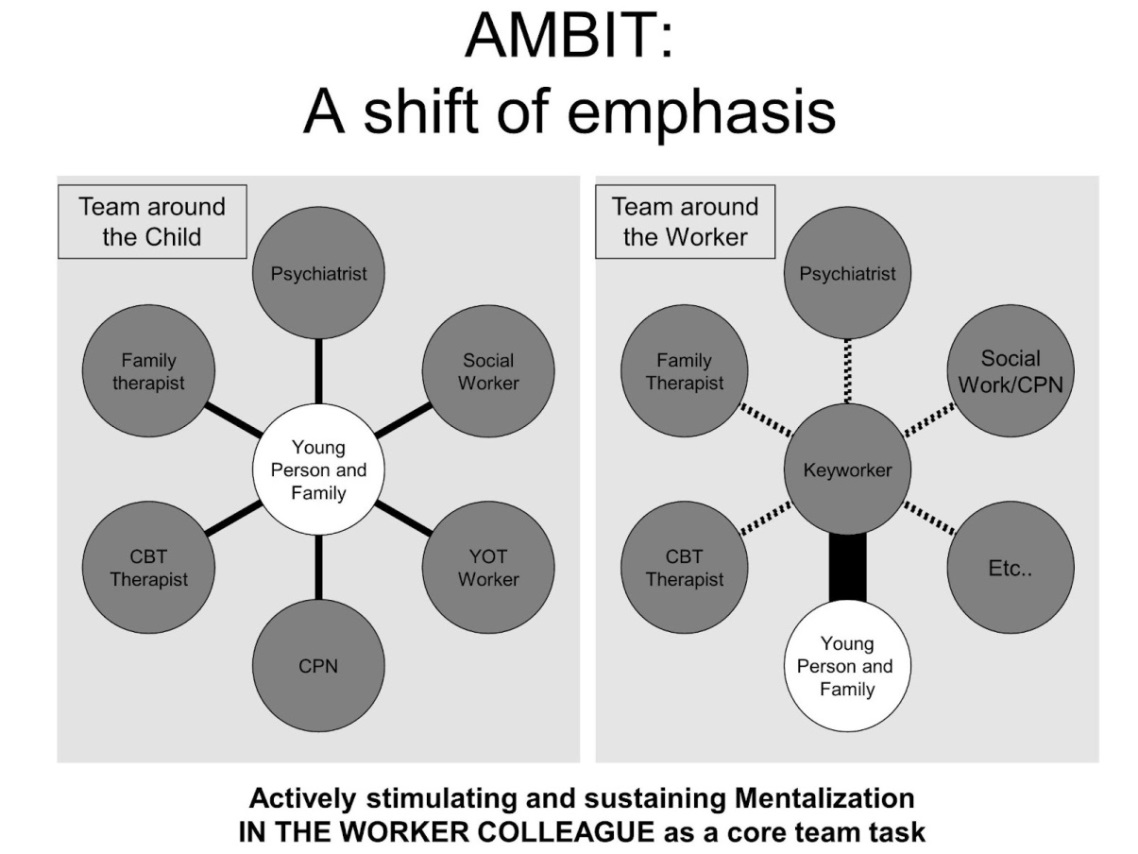 AMBIT:
A shift of emphasis
Team around
the Child
Psychiatrist
Family
therapist
Social
Worker
Young
Person and
Family
CBT
Therapist
YOT
Worker
CPN
Team around
the Worker
Psychiatrist
Family
Therapist
Social
Work/CPN
Keyworker
CBT
Therapist
Etc..
Young
Person and
Family
Actively stimulating and sustaining Mentalization
IN THE WORKER COLLEAGUE as a core team task